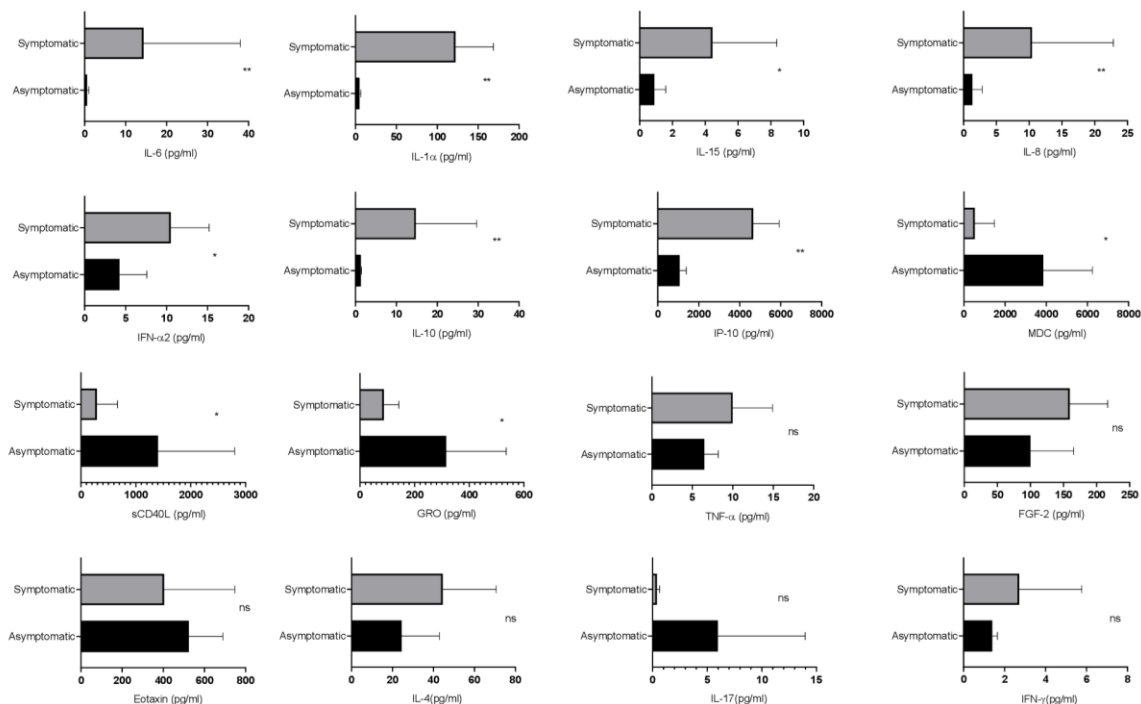 Symptomatic
**
Asymptomatic
0 10 20 30 40
IL-6 (pg/ml)
Symptomatic
**
Asymptomatic
0 50 100 150 200
IL-1α (pg/ml)
Symptomatic
*
Asymptomatic
0 2 4 6 8 10
IL-15 (pg/ml)
Symptomatic
**
Asymptomatic
0 5 10 15 20 25
IL-8 (pg/ml)
Symptomatic
*
Asymptomatic
0 5 10 15 20
IFN-α2 (pg/ml)
Symptomatic
**
Asymptomatic
0 10 20 30 40
IL-10 (pg/ml)
Symptomatic
**
Asymptomatic
0 2000 4000 6000 8000
IP-10 (pg/ml)
Symptomatic
*
Asymptomatic
0 2000 4000 6000 8000
MDC (pg/ml)
Symptomatic
*
Asymptomatic
0 1000 2000 3000
sCD40L (pg/ml)
Symptomatic
*
Asymptomatic
0 200 400 600
GRO (pg/ml)
Symptomatic
ns
Asymptomatic
0 5 10 15 20
TNF-α(pg/ml)
Symptomatic
ns
Asymptomatic
0 50 100 150 200 250
FGF-2 (pg/ml)
Symptomatic
ns
Asymptomatic
0 200 400 600 800
Eotaxin (pg/ml)
Symptomatic
ns
Asymptomatic
0 20 40 60 80
IL-4(pg/ml)
Symptomatic
ns
Asymptomatic
0 5 10 15
IL-17(pg/ml)
Symptomatic
ns
Asymptomatic
0 2 4 6 8
IFN-γ(pg/ml)